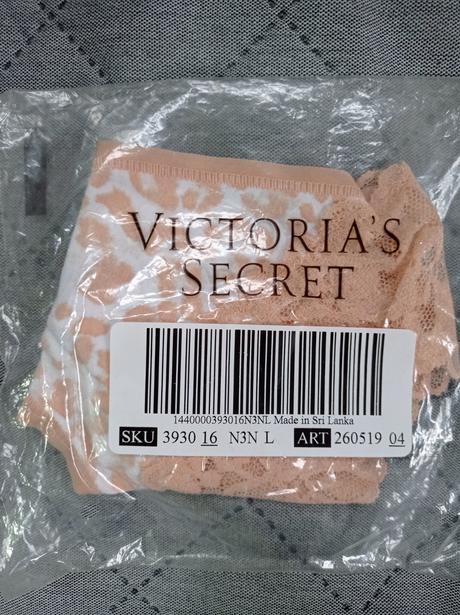 VICTORIA'S
SECRET
1440000393016N3NL Made in Sri Lanka
SKU 3930 16 N3N L ART 260519 04